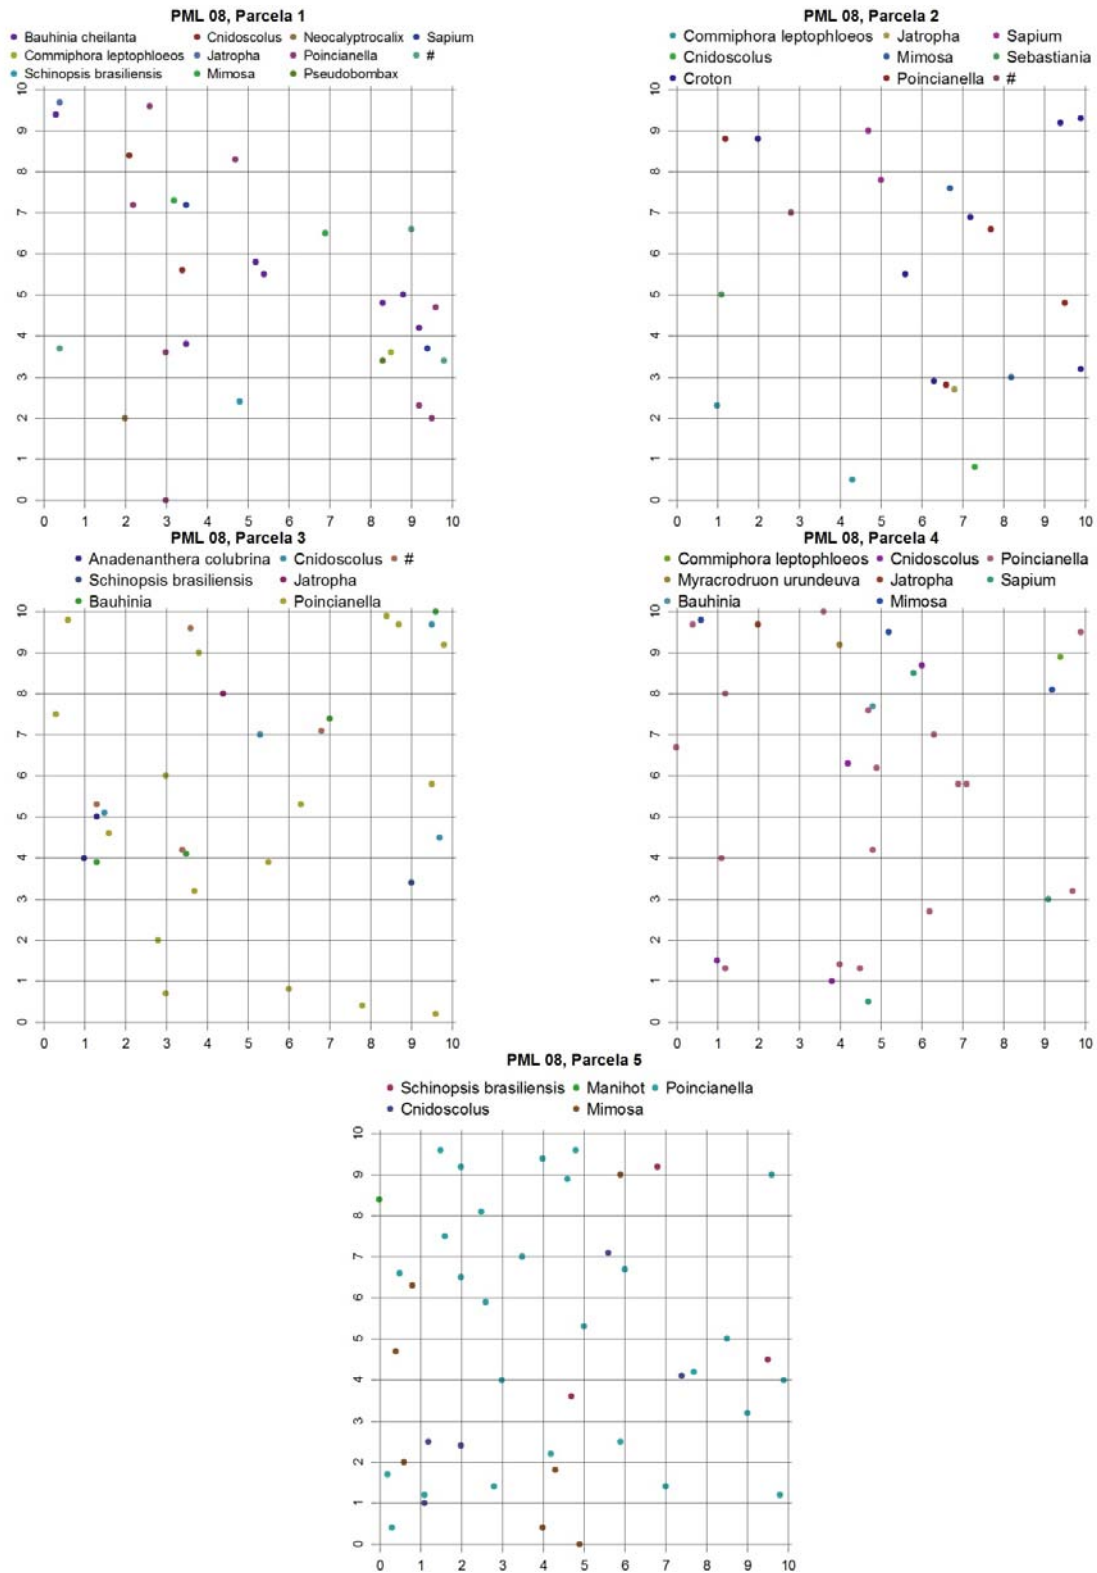 PML 08, Parcela 1
Bauhinia cheilanta Cnidoscolus Neocalyptrocalix Sapium
Commiphora leptophloeos Jatropha Poincianella #
Schinopsis brasiliensis Mimosa Pseudobombax
10
9
8
7
6
5
4
3
2
1
0
0 1 2 3 4 5 6 7 8 9 10
PML 08, Parcela 2
Commiphora leptophloeos Jatropha Sapium
Cnidoscolus Mimosa Sebastiania
Croton Poincianella #
10
9
8
7
6
5
4
3
2
1
0
0 1 2 3 4 5 6 7 8 9 10
PML 08, Parcela 3
Anadenanthera colubrina Cnidoscolus #
Schinopsis brasiliensis Jatropha
Bauhinia Poincianella
10
9
8
7
6
5
4
3
2
1
0
0 1 2 3 4 5 6 7 8 9 10
PML 08, Parcela 4
Commiphora leptophloeos Cnidoscolus Poincianella
Myracrodruon urundeuva Jatropha Sapium
Bauhinia Mimosa
10
9
8
7
6
5
4
3
2
1
0
0 1 2 3 4 5 6 7 8 9 10
PML 08, Parcela 5
Schinopsis brasiliensis Manihot Poincianella
Cnidoscolus Mimosa
10
9
8
7
6
5
4
3
2
1
0
0 1 2 3 4 5 6 7 8 9 10